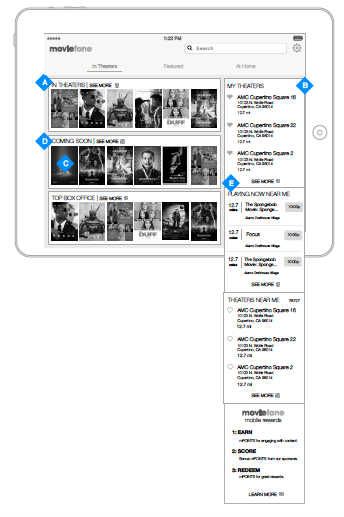 1:23 PM
moviefone
Search
In Theaters
Featured
At Home
A
IN THEATERS | SEE MORE
DUFF
D
COMING SOON | SEE MORE
C
TOP BOX OFFICE | SEE MORE
DUFF
B
MY THEATERS
AMC Cupertino Square 16
10123 N. Wolfe Road
Cupertino, CA 95014
12.7 mi
AMC Cupertino Square 22
10123 N. Wolfe Road
Cupertino, CA 95014
12.7 mi
AMC Cupertino Square 2
10123 N. Wolfe Road
Cupertino, CA 95014
12.7 mi
SEE MORE
E
PLAYING NOW NEAR ME
12.7 miles
The Spongebob
Movie: Sponge...
Alamo Drafthouse Village
10:00p
12.7 miles
Focus
Alamo Drafthouse Village
10:00p
12.7 miles
The Spongebob
Movie: Sponge...
Alamo Drafthouse Village
10:00p
SEE MORE
THEATERS NEAR ME 78727
AMC Cupertino Square 16
10123 N. Wolfe Road
Cupertino, CA 95014
12.7 mi
AMC Cupertino Square 22
10123 N. Wolfe Road
Cupertino, CA 95014
12.7 mi
AMC Cupertino Square 2
10123 N. Wolfe Road
Cupertino, CA 95014
12.7 mi
SEE MORE
moviefone
mobile rewards
1: EARN
mPOINTS for engaging with content.
2: SCORE
Bonus mPOINTS from our sponsors.
3: REDEEM
mPOINTS for great rewards.
LEARN MORE